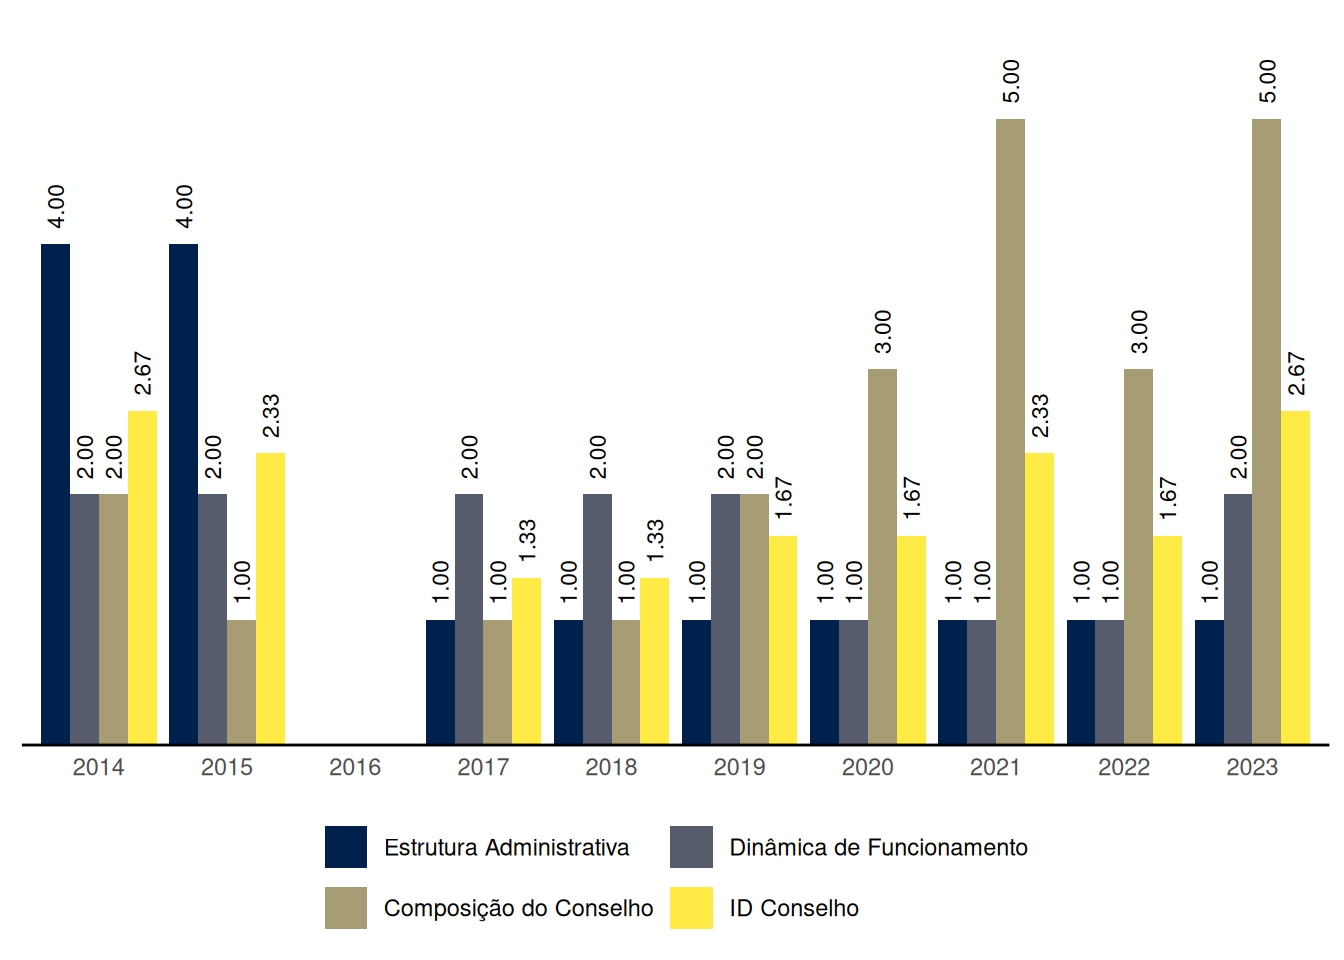 4.00 2.00 2.00 2.67 4.00 2.00 1.00 2.33 1.00 2.00 1.00 1.33 1.00 2.00 1.00 1.33 1.00 2.00 2.00 1.67 1.00 1.00 3.00 1.67 1.00 1.00 5.00 2.33 1.00 1.00 3.00 1.67 1.00 2.00 5.00 2.67
2014 2015 2016 2017 2018 2019 2020 2021 2022 2023
Estrutura Administrativa Dinâmica de Funcionamento
Composição do Conselho ID Conselho